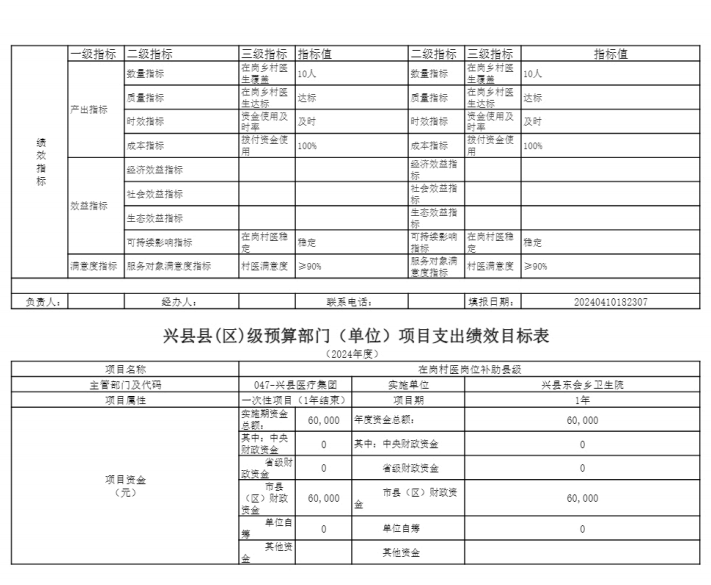 一级指标 二级指标 三级指标 指标值 二级指标 三级指标 指标值
绩效指标
产出指标
数量指标 在岗乡村医生覆盖 10人 数量指标 在岗乡村医生覆盖 10人
质量指标 在岗乡村医生达标 达标 质量指标 在岗乡村医生达标 达标
时效指标 资金使用及时率 及时 时效指标 资金使用及时率 及时
成本指标 拨付资金使用 100% 成本指标 拨付资金使用 100%
效益指标
经济效益指标 经济效益指标
社会效益指标 社会效益指标
生态效益指标 生态效益指标
可持续影响指标 在岗村医稳定 稳定 可持续影响指标 在岗村医稳定 稳定
满意度指标 服务对象满意度指标 村医满意度 ≥90% 服务对象满意度指标 村医满意度 ≥90%
负责人: 经办人: 联系电话: 填报日期: 20240410182307
兴县县(区)级预算部门（单位）项目支出绩效目标表
（2024年度）
项目名称 在岗村医岗位补助县级
主管部门及代码 047-兴县医疗集团 实施单位 兴县东会乡卫生院
项目属性 一次性项目（1年结束） 项目期 1年
项目资金（元）
实施期资金总额: 60,000 年度资金总额: 60,000
其中: 中央财政资金 0 其中: 中央财政资金 0
省级财政资金 0 省级财政资金 0
市县（区）财政资金 60,000 市县（区）财政资金 60,000
单位自筹 0 单位自筹 0
其他资金 其他资金